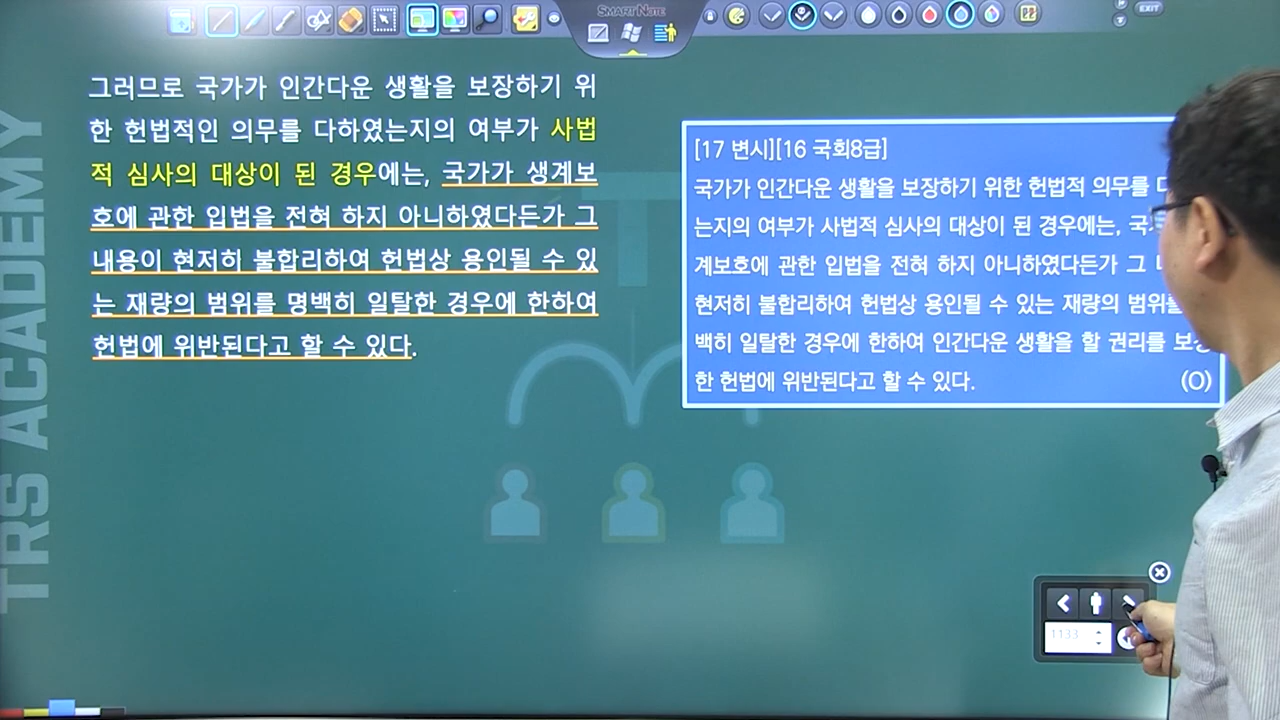 SMART NOTE
EXIT
그러므로 국가가 인간다운 생활을 보장하기 위
한 헌법적인 의무를 다하였는지의 여부가 사법
적 심사의 대상이 된 경우에는, 국가가 생계보
호에 관한 입법을 전혀 하지 아니하였다든가 그
내용이 현저히 불합리하여 헌법상 용인될 수 있
는 재량의 범위를 명백히 일탈한 경우에 한하여
헌법에 위반된다고 할 수 있다.
[17 변시][16 국회8급]
국가가 인간다운 생활을 보장하기 위한 헌법적 의무를
는지의 여부가 사법적 심사의 대상이 된 경우에는,
계보호에 관한 입법을 전혀 하지 아니하였다든가 그
현저히 불합리하여 헌법상 용인될 수 있는 재량의 범위를
백히 일탈한 경우에 한하여 인간다운 생활을 할 권리를
한 헌법에 위반된다고 할 수 있다. (O)
TRS ACADEMY
1133